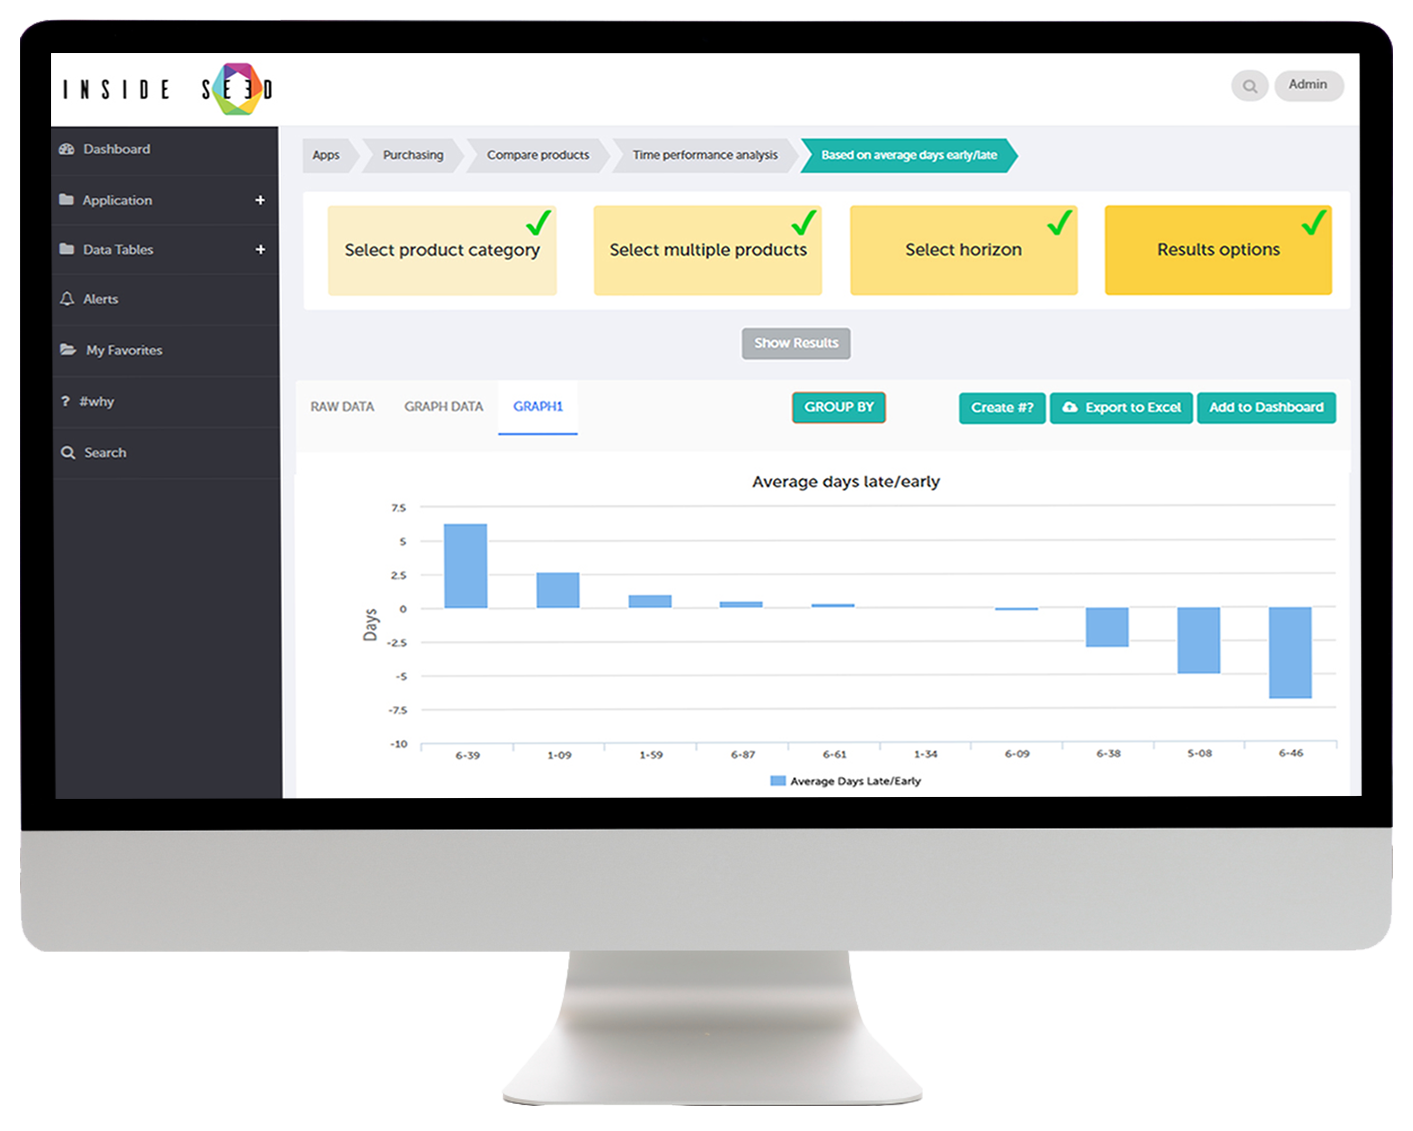 INSIDE SEED
Admin
Dashboard
Application +
Data Tables +
Alerts
My Favorites
? #why
Search
Apps Purchasing Compare products Time performance analysis Based on average days early/late
Select product category Select multiple products Select horizon Results options
Show Results
RAW DATA GRAPH DATA GRAPH1 GROUP BY Create #? Export to Excel Add to Dashboard
Average days late/early
7.5
5
2.5
0
-2.5
-5
-7.5
-10
Days
6-39 1-09 1-59 6-87 6-61 1-34 6-09 6-38 5-08 6-46
Average Days Late/Early